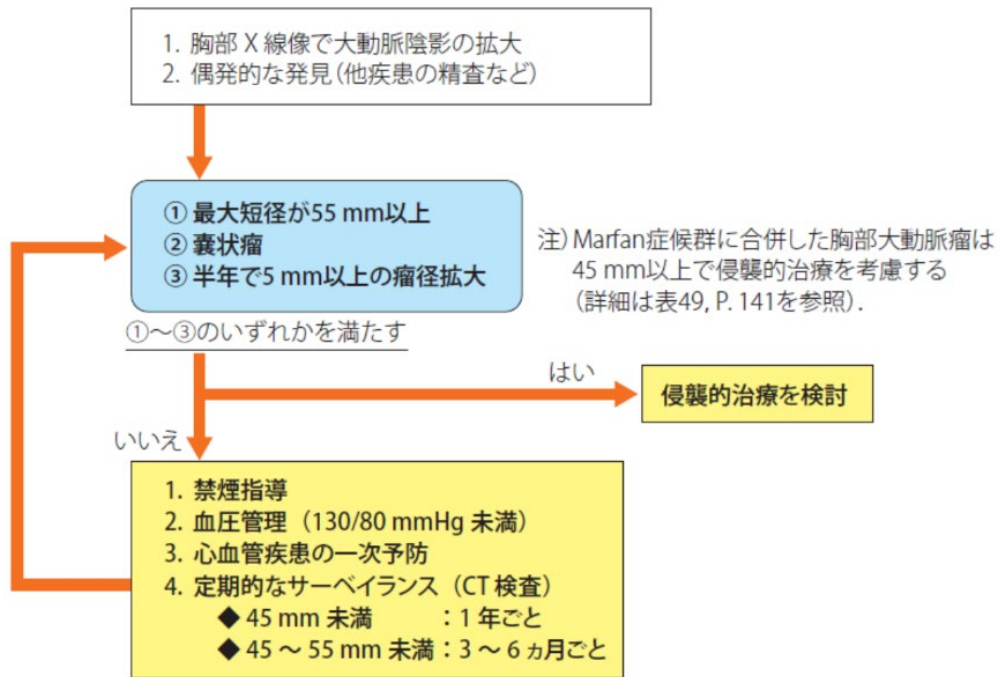 1. 胸部 X 線像で大動脈陰影の拡大
2. 偶発的な発見(他疾患の精査など)
① 最大短径が55 mm以上
② 嚢状瘤
③ 半年で5 mm以上の瘤径拡大
注) Marfan症候群に合併した胸部大動脈瘤は
45 mm以上で侵襲的治療を考慮する
(詳細は表49, P. 141を参照).
①~③のいずれかを満たす
はい
侵襲的治療を検討
いいえ
1. 禁煙指導
2. 血圧管理 (130/80 mmHg 未満)
3. 心血管疾患の一次予防
4. 定期的なサーベイランス (CT 検査)
◆ 45 mm 未満 : 1 年ごと
◆ 45 ~ 55 mm 未満 : 3 ~ 6 ヵ月ごと